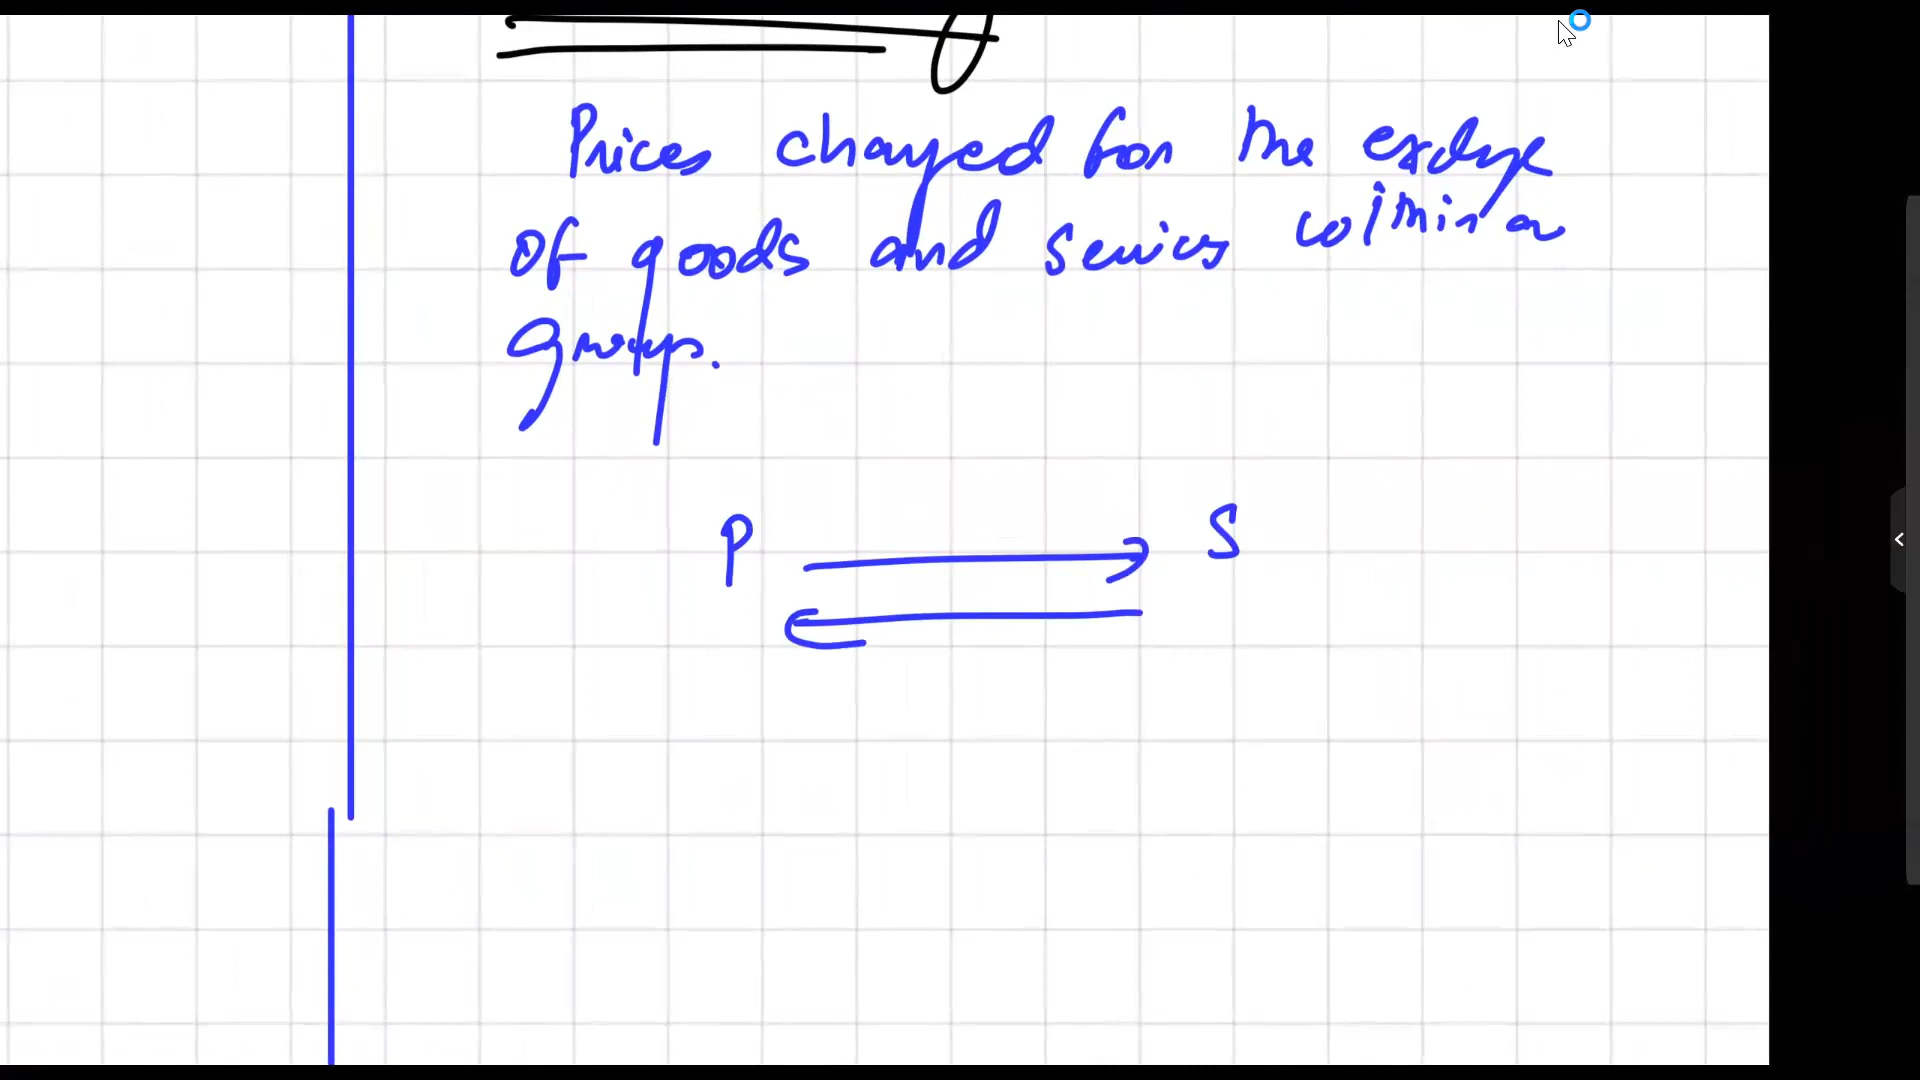 Prices charged for the exchange
of goods and services within a
group.
P S